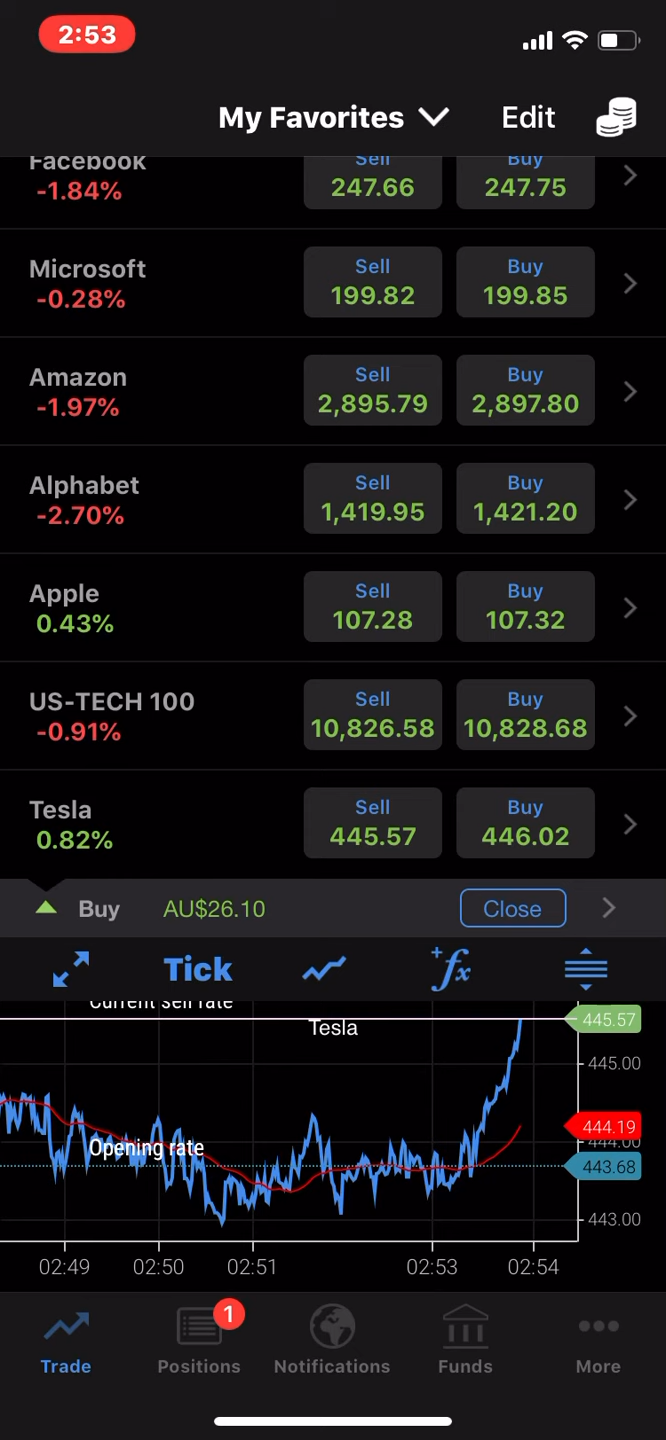 2:53
My Favorites Edit
Facebook Sell Buy
-1.84% 247.66 247.75
Microsoft Sell Buy
-0.28% 199.82 199.85
Amazon Sell Buy
-1.97% 2,895.79 2,897.80
Alphabet Sell Buy
-2.70% 1,419.95 1,421.20
Apple Sell Buy
0.43% 107.28 107.32
US-TECH 100 Sell Buy
-0.91% 10,826.58 10,828.68
Tesla Sell Buy
0.82% 445.57 446.02
Buy AU$26.10 Close
Tick +fx
Current sell rate
Tesla
445.57
445.00
444.19
444.00
Opening rate
443.68
443.00
02:49 02:50 02:51 02:53 02:54
1
Trade Positions Notifications Funds More